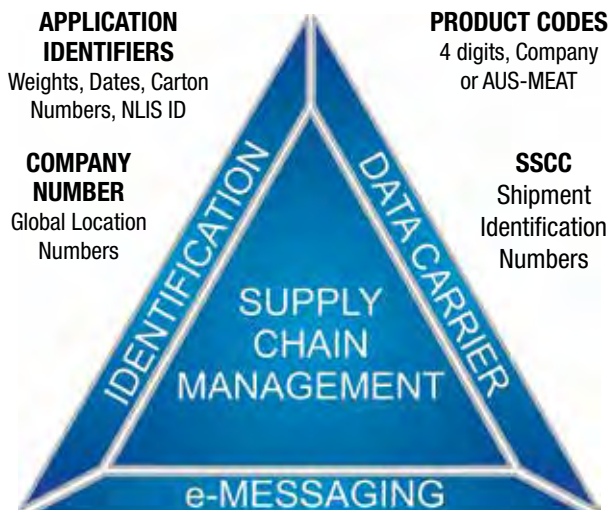 APPLICATION
IDENTIFIERS
Weights, Dates, Carton
Numbers, NLIS ID
COMPANY
NUMBER
Global Location
Numbers
PRODUCT CODES
4 digits, Company
or AUS-MEAT
SSCC
Shipment
Identification
Numbers
IDENTIFICATION
DATA CARRIER
SUPPLY
CHAIN
MANAGEMENT
e-MESSAGING